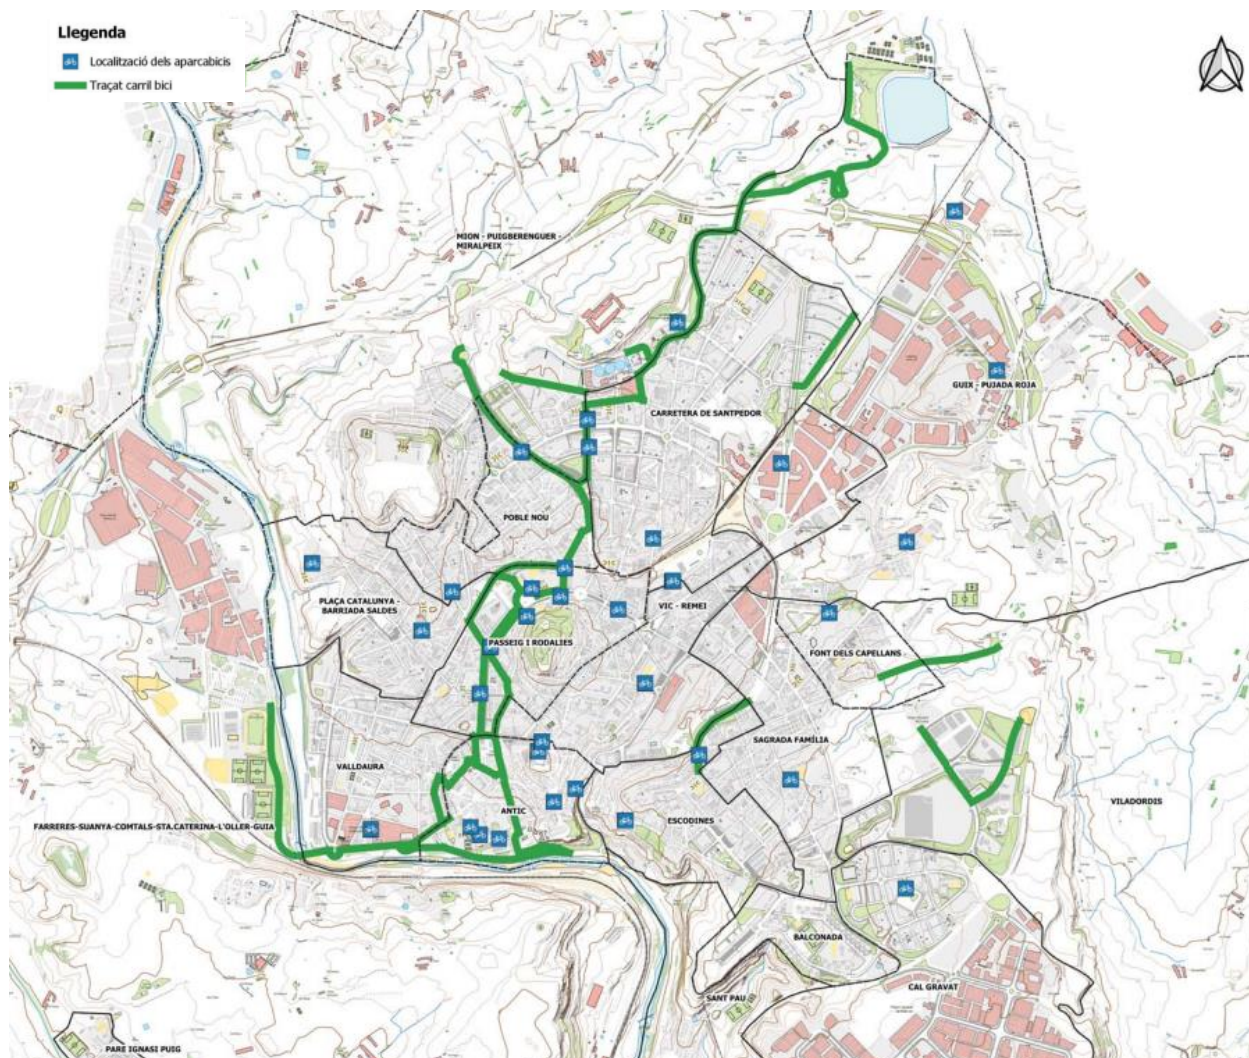 Llegenda
Localització dels aparcabicis
Traçat carril bici
MION - PUIGBERENGUER -
MIRALPEIX
GUIX - PUJADA ROJA
CARRETERA DE SANTPEDOR
POBLE NOU
PLAÇA CATALUNYA -
BARRIADA SALDES
VIC - REMEI
PASSEIG I RODALIES
FONT DELS CAPELLANS
SAGRADA FAMÍLIA
VALLDAURA
VILADORDIS
ANTIC
ESCODINES
FARRERES-SUANYA-COMTALS-STA.CATERINA-L'OLLER-GUIA
BALCONADA
CAL GRAVAT
SANT PAU
PARE IGNASI PUIG